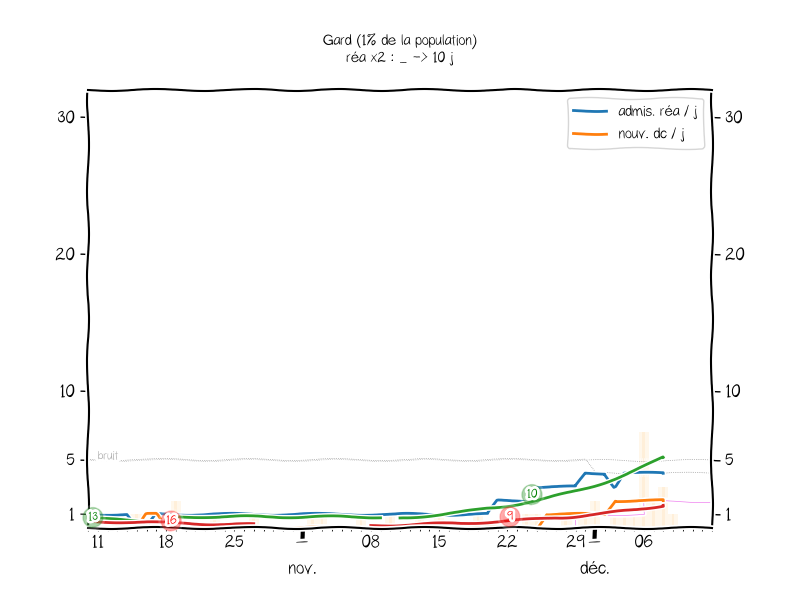 Gard (1% de la population)
réa x2 : _ -> 10 j
admis. réa / j
nouv. dc / j
30 30
20 20
10 10
bruit
5 5
1 1
13 16 9 10
11 18 25 08 15 22 29 06
nov. déc.